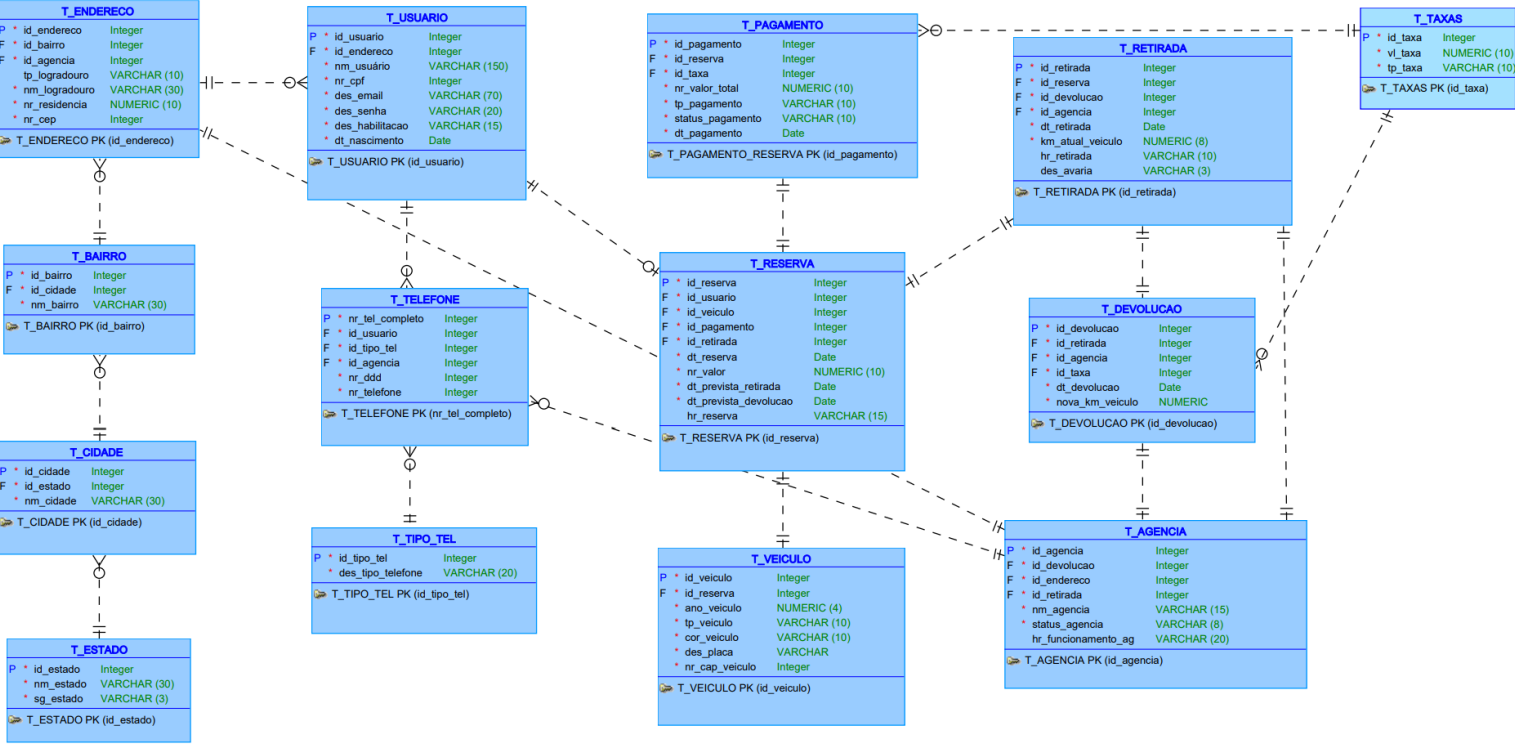 T_ENDERECO
P * id_endereco Integer
F * id_bairro Integer
F * id_agencia Integer
tp_logradouro VARCHAR (10)
* nm_logradouro VARCHAR (30)
* nr_residencia NUMERIC (10)
* nr_cep Integer
T_ENDERECO PK (id_endereco)
T_USUARIO
P * id_usuario Integer
F * id_endereco Integer
* nm_usuário VARCHAR (150)
* nr_cpf Integer
* des_email VARCHAR (70)
* des_senha VARCHAR (20)
* des_habilitacao VARCHAR (15)
* dt_nascimento Date
T_USUARIO PK (id_usuario)
T_PAGAMENTO
P * id_pagamento Integer
F * id_reserva Integer
F * id_taxa Integer
* nr_valor_total NUMERIC (10)
* tp_pagamento VARCHAR (10)
* status_pagamento VARCHAR (10)
* dt_pagamento Date
T_PAGAMENTO_RESERVA PK (id_pagamento)
T_RETIRADA
P * id_retirada Integer
F * id_reserva Integer
F * id_devolucao Integer
F * id_agencia Integer
* dt_retirada Date
* km_atual_veiculo NUMERIC (8)
hr_retirada VARCHAR (10)
des_avaria VARCHAR (3)
T_RETIRADA PK (id_retirada)
T_TAXAS
P * id_taxa Integer
* vl_taxa NUMERIC (10)
* tp_taxa VARCHAR (10)
T_TAXAS PK (id_taxa)
T_BAIRRO
P * id_bairro Integer
F * id_cidade Integer
* nm_bairro VARCHAR (30)
T_BAIRRO PK (id_bairro)
T_TELEFONE
P * nr_tel_completo Integer
F * id_usuario Integer
F * id_tipo_tel Integer
F * id_agencia Integer
* nr_ddd Integer
* nr_telefone Integer
T_TELEFONE PK (nr_tel_completo)
T_RESERVA
P * id_reserva Integer
F * id_usuario Integer
F * id_veiculo Integer
F * id_pagamento Integer
F * id_retirada Integer
* dt_reserva Date
* nr_valor NUMERIC (10)
* dt_prevista_retirada Date
* dt_prevista_devolucao Date
hr_reserva VARCHAR (15)
T_RESERVA PK (id_reserva)
T_DEVOLUCAO
P * id_devolucao Integer
F * id_retirada Integer
F * id_agencia Integer
F * id_taxa Integer
* dt_devolucao Date
* nova_km_veiculo NUMERIC
T_DEVOLUCAO PK (id_devolucao)
T_CIDADE
P * id_cidade Integer
F * id_estado Integer
* nm_cidade VARCHAR (30)
T_CIDADE PK (id_cidade)
T_TIPO_TEL
P * id_tipo_tel Integer
* des_tipo_telefone VARCHAR (20)
T_TIPO_TEL PK (id_tipo_tel)
T_VEICULO
P * id_veiculo Integer
F * id_reserva Integer
* ano_veiculo NUMERIC (4)
* tp_veiculo VARCHAR (10)
* cor_veiculo VARCHAR (10)
* des_placa VARCHAR
* nr_cap_veiculo Integer
T_VEICULO PK (id_veiculo)
T_AGENCIA
P * id_agencia Integer
F * id_devolucao Integer
F * id_endereco Integer
F * id_retirada Integer
* nm_agencia VARCHAR (15)
* status_agencia VARCHAR (8)
hr_funcionamento_ag VARCHAR (20)
T_AGENCIA PK (id_agencia)
T_ESTADO
P * id_estado Integer
* nm_estado VARCHAR (30)
* sg_estado VARCHAR (3)
T_ESTADO PK (id_estado)